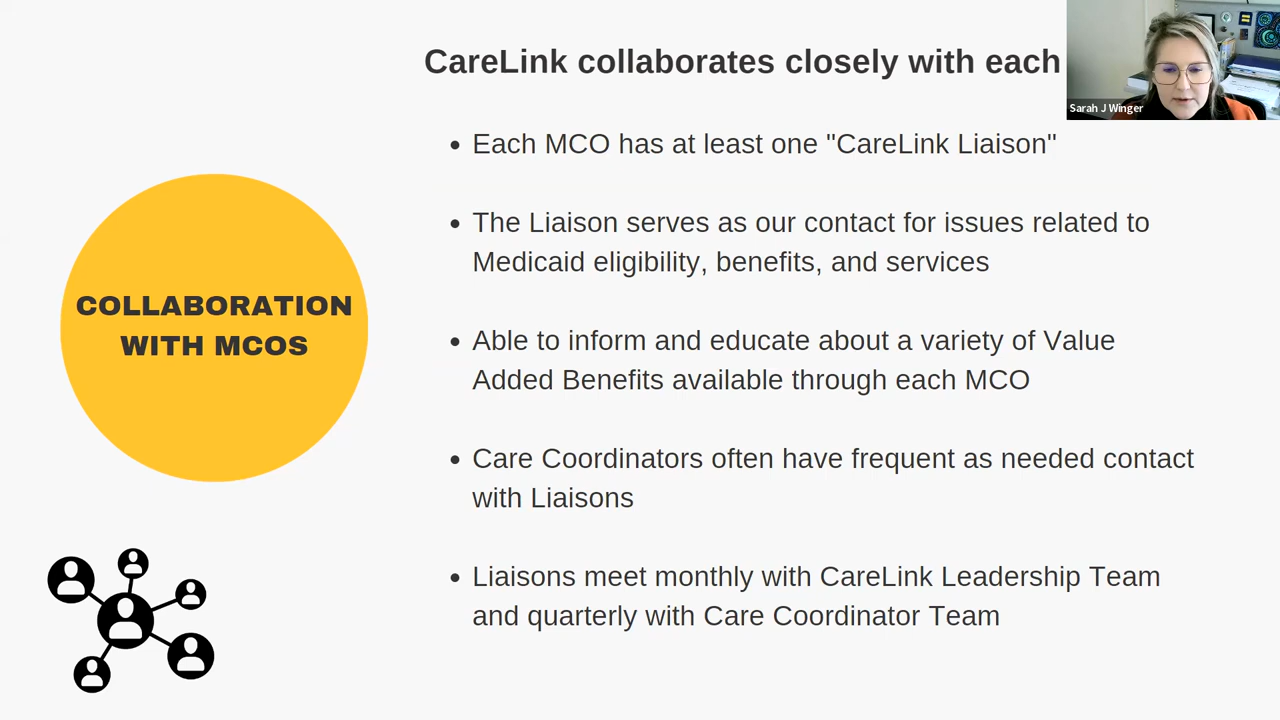 CareLink collaborates closely with each
Sarah J Winger
Each MCO has at least one "CareLink Liaison"
The Liaison serves as our contact for issues related to
Medicaid eligibility, benefits, and services
COLLABORATION
WITH MCOS
Able to inform and educate about a variety of Value
Added Benefits available through each MCO
Care Coordinators often have frequent as needed contact
with Liaisons
Liaisons meet monthly with CareLink Leadership Team
and quarterly with Care Coordinator Team